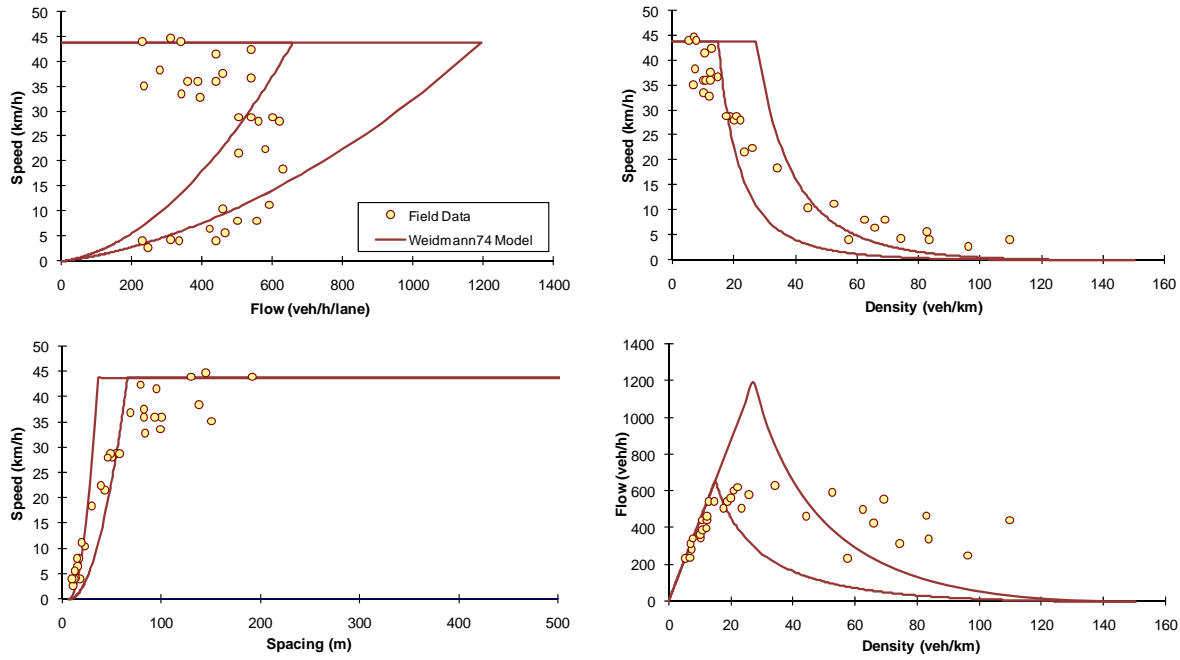 50
45
40
35
30
25
20
15
10
5
0
Speed (km/h)
0 200 400 600 800 1000 1200 1400
Flow (veh/h/lane)
Field Data
Weidmann74 Model
50
45
40
35
30
25
20
15
10
5
0
Speed (km/h)
0 20 40 60 80 100 120 140 160
Density (veh/km)
50
45
40
35
30
25
20
15
10
5
0
Speed (km/h)
0 100 200 300 400 500
Spacing (m)
1400
1200
1000
800
600
400
200
0
Flow (veh/h)
0 20 40 60 80 100 120 140 160
Density (veh/km)